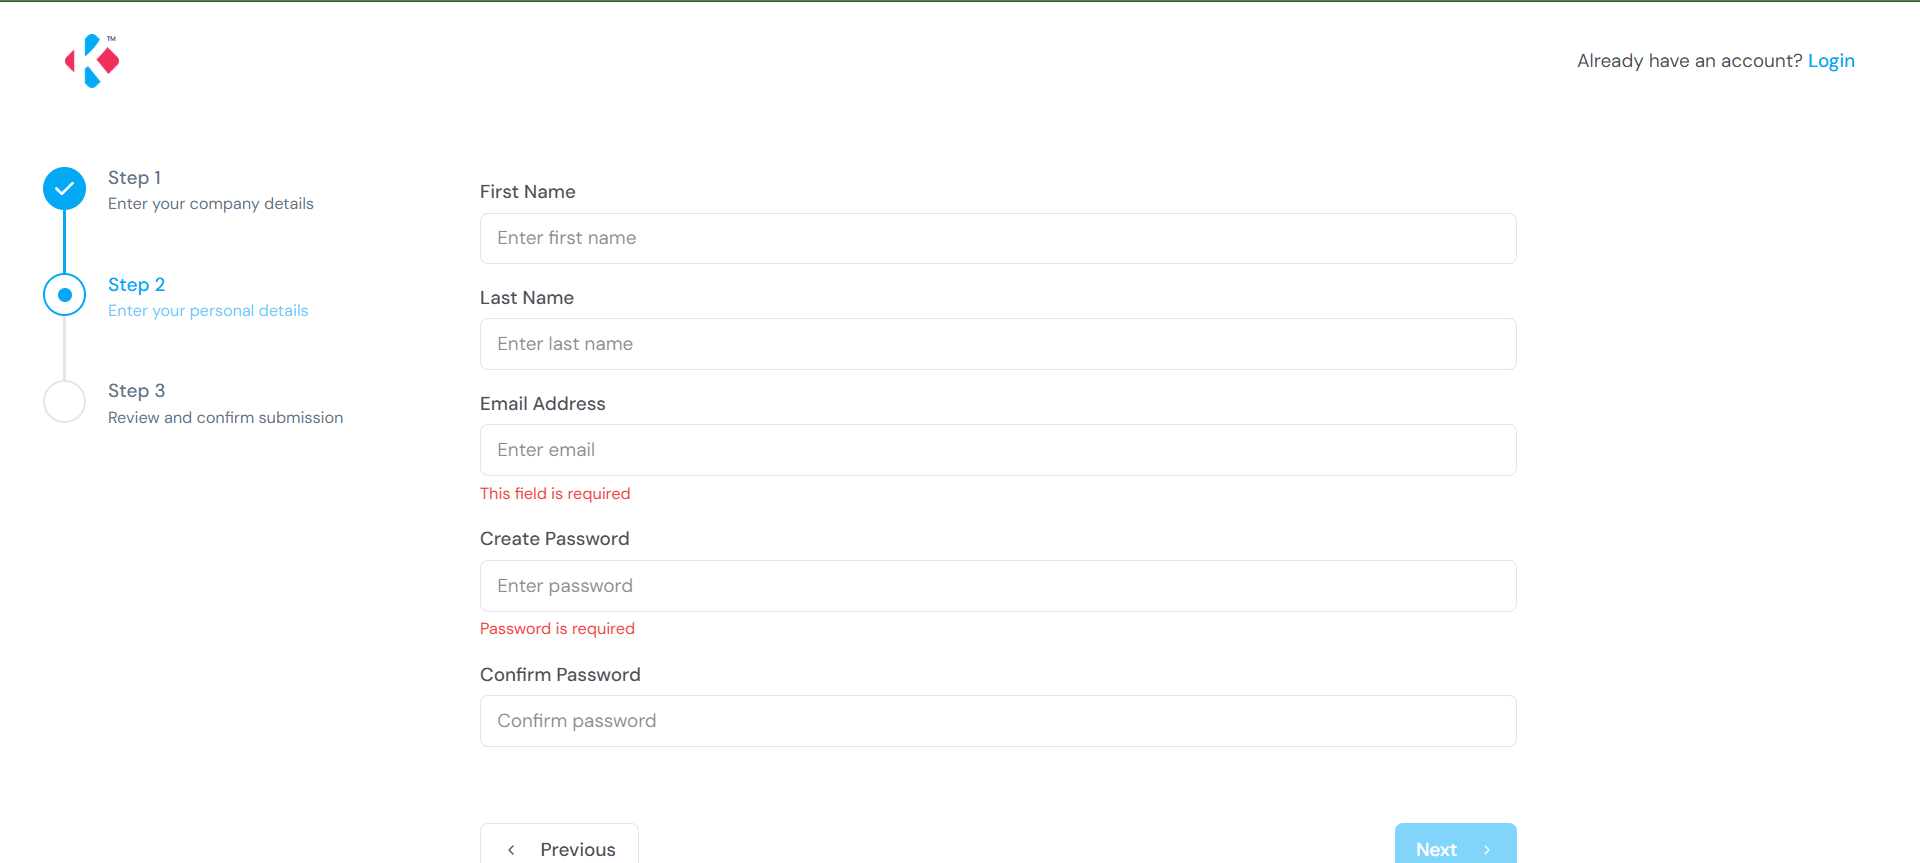 TM
Already have an account? Login
Step 1
Enter your company details
Step 2
Enter your personal details
Step 3
Review and confirm submission
First Name
Enter first name
Last Name
Enter last name
Email Address
Enter email
This field is required
Create Password
Enter password
Password is required
Confirm Password
Confirm password
Previous
Next